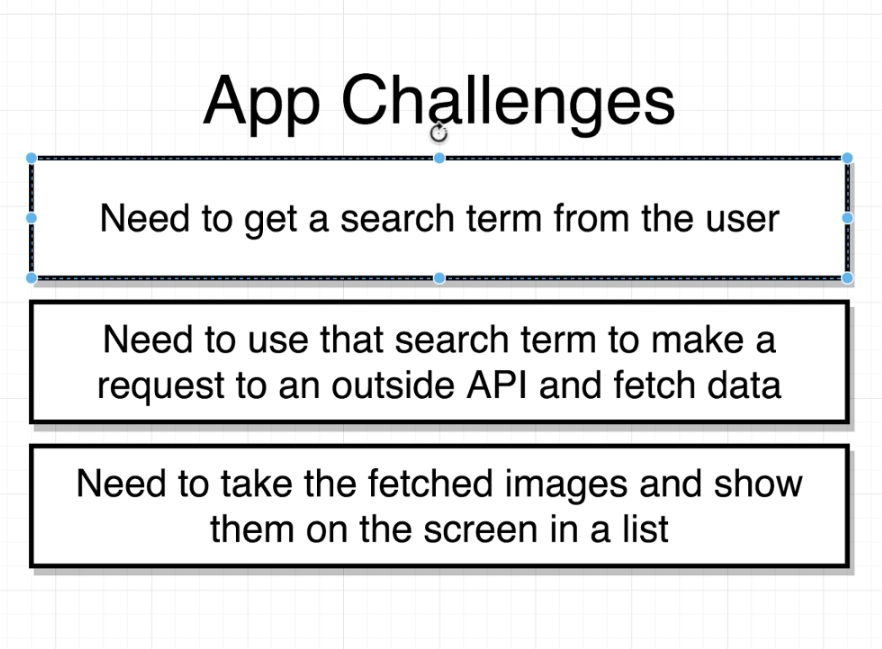 App Challenges
Need to get a search term from the user
Need to use that search term to make a
request to an outside API and fetch data
Need to take the fetched images and show
them on the screen in a list